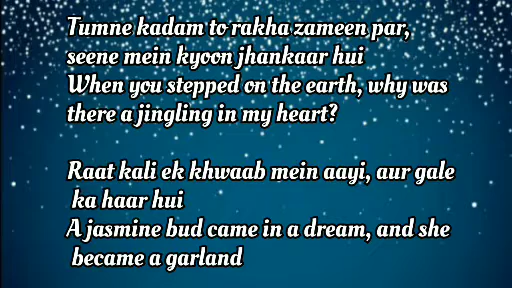 Tumne kadam to rakha zameen par,
seene mein kyoon jhankaar hui
When you stepped on the earth, why was
there a jingling in my heart?
Raat kali ek khwaab mein aayi, aur gale
ka haar hui
A jasmine bud came in a dream, and she
became a garland